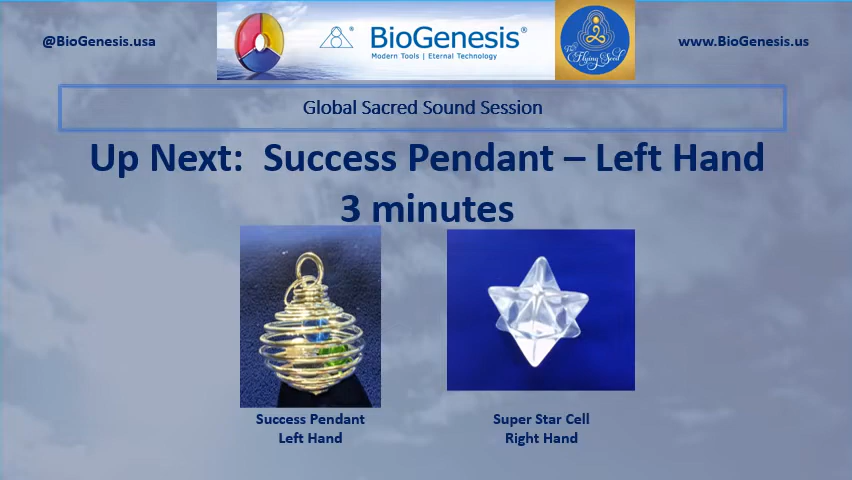 @BioGenesis.usa
BioGenesis®
Modern Tools | Eternal Technology
The
Flying Seed
www.BioGenesis.us
Global Sacred Sound Session
Up Next: Success Pendant – Left Hand
3 minutes
Success Pendant
Left Hand
Super Star Cell
Right Hand